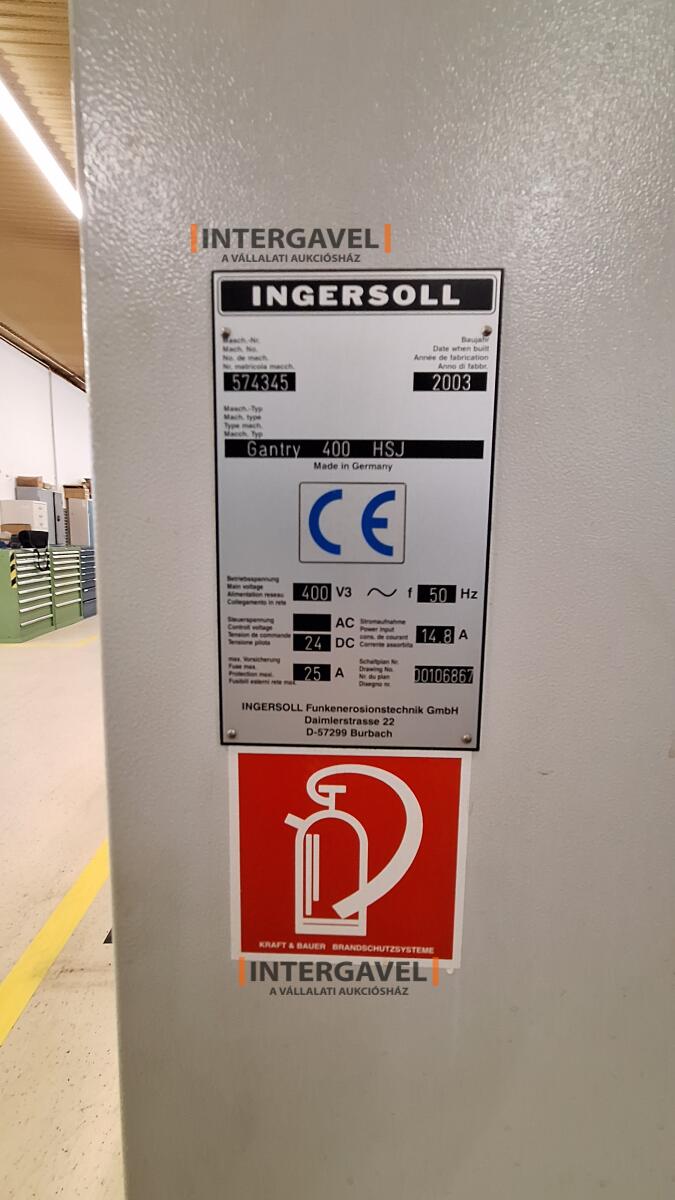 INTERGAVEL
A VÁLLALATI AUKCIÓSHÁZ
INGERSOLL
Masch.-Nr. Baujahr
Mach. No. Date when built
No. de mach. Année de fabrication
Nr. matricola macch. Anno di fabbr.
574345 2003
Masch.-Typ
Mach. type
Type mech.
Macch. Typ
Gantry 400 HSJ
Made in Germany
CE
Betriebsspannung
Main voltage
Alimentation reseau
Collegamento in rete
400 V3 ~ f 50 Hz
Steuerspannung
Controll voltage
Tension de commande
Tensione pilota
AC
24 DC
Stromaufnahme
Power input
cons. de courant
Corrente assorbita
14.8 A
max. Vorsicherung
Fuse max.
Protection maxi.
Fusibili esterni rete max.
25 A
Schaltplan Nr.
Drawing No.
Nr. du plan
Disegno nr.
00106867
INGERSOLL Funkenerosionstechnik GmbH
Daimlerstrasse 22
D-57299 Burbach
KRAFT & BAUER BRANDSCHUTZSYSTEME
INTERGAVEL
A VÁLLALATI AUKCIÓSHÁZ